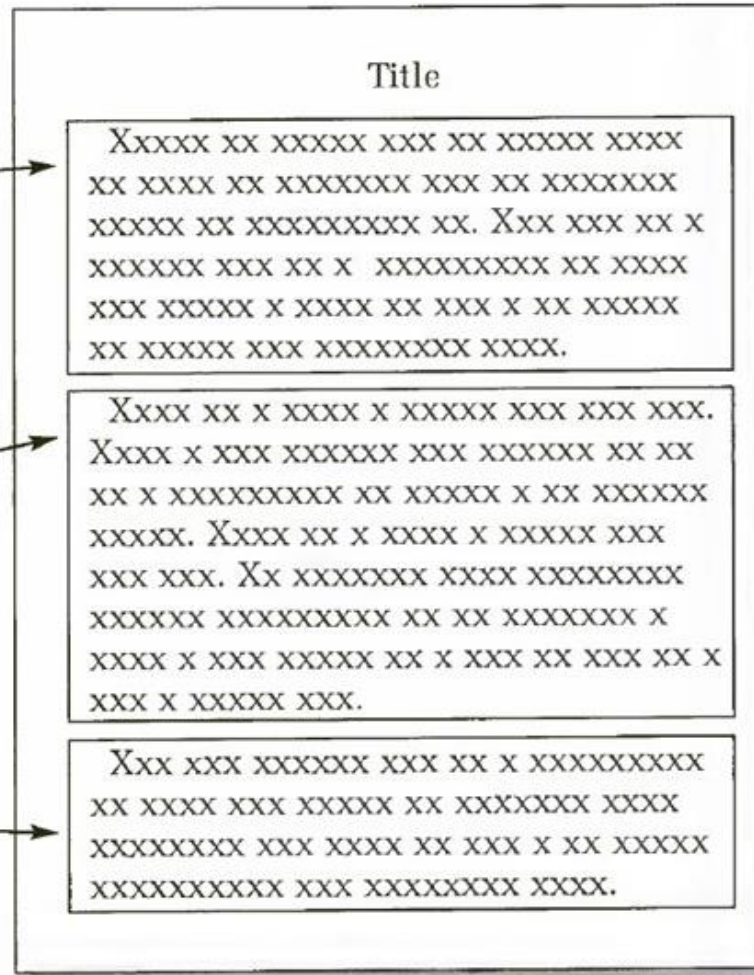 Title
Xxxxx xx xxxxx xxx xx xxxxx xxxx
xx xxxx xx xxxxxxx xxx xx xxxxxxx
xxxxx xx xxxxxxxxx xx. Xxx xxx xx x
xxxxxx xxx xx x xxxxxxxxx xx xxxx
xxx xxxxx x xxxx xx xxx x xx xxxxx
xx xxxxx xxx xxxxxxxx xxxx.
Xxxx xx x xxxx x xxxxx xxx xxx xxx.
Xxxx x xxx xxxxxx xxx xxxxxx xx xx
xx x xxxxxxxxx xx xxxxx x xx xxxxxx
xxxxx. Xxxx xx x xxxx x xxxxx xxx
xxx xxx. Xx xxxxxxx xxxx xxxxxxxx
xxxxxx xxxxxxxxx xx xx xxxxxxx x
xxxx x xxx xxxxx xx x xxx xx xxx xx x
xxx x xxxxx xxx.
Xxx xxx xxxxxx xxx xx x xxxxxxxxx
xx xxxx xxx xxxxx xx xxxxxxx xxxx
xxxxxxxx xxx xxxx xx xxx x xx xxxxx
xxxxxxxxxx xxx xxxxxxxx xxxx.